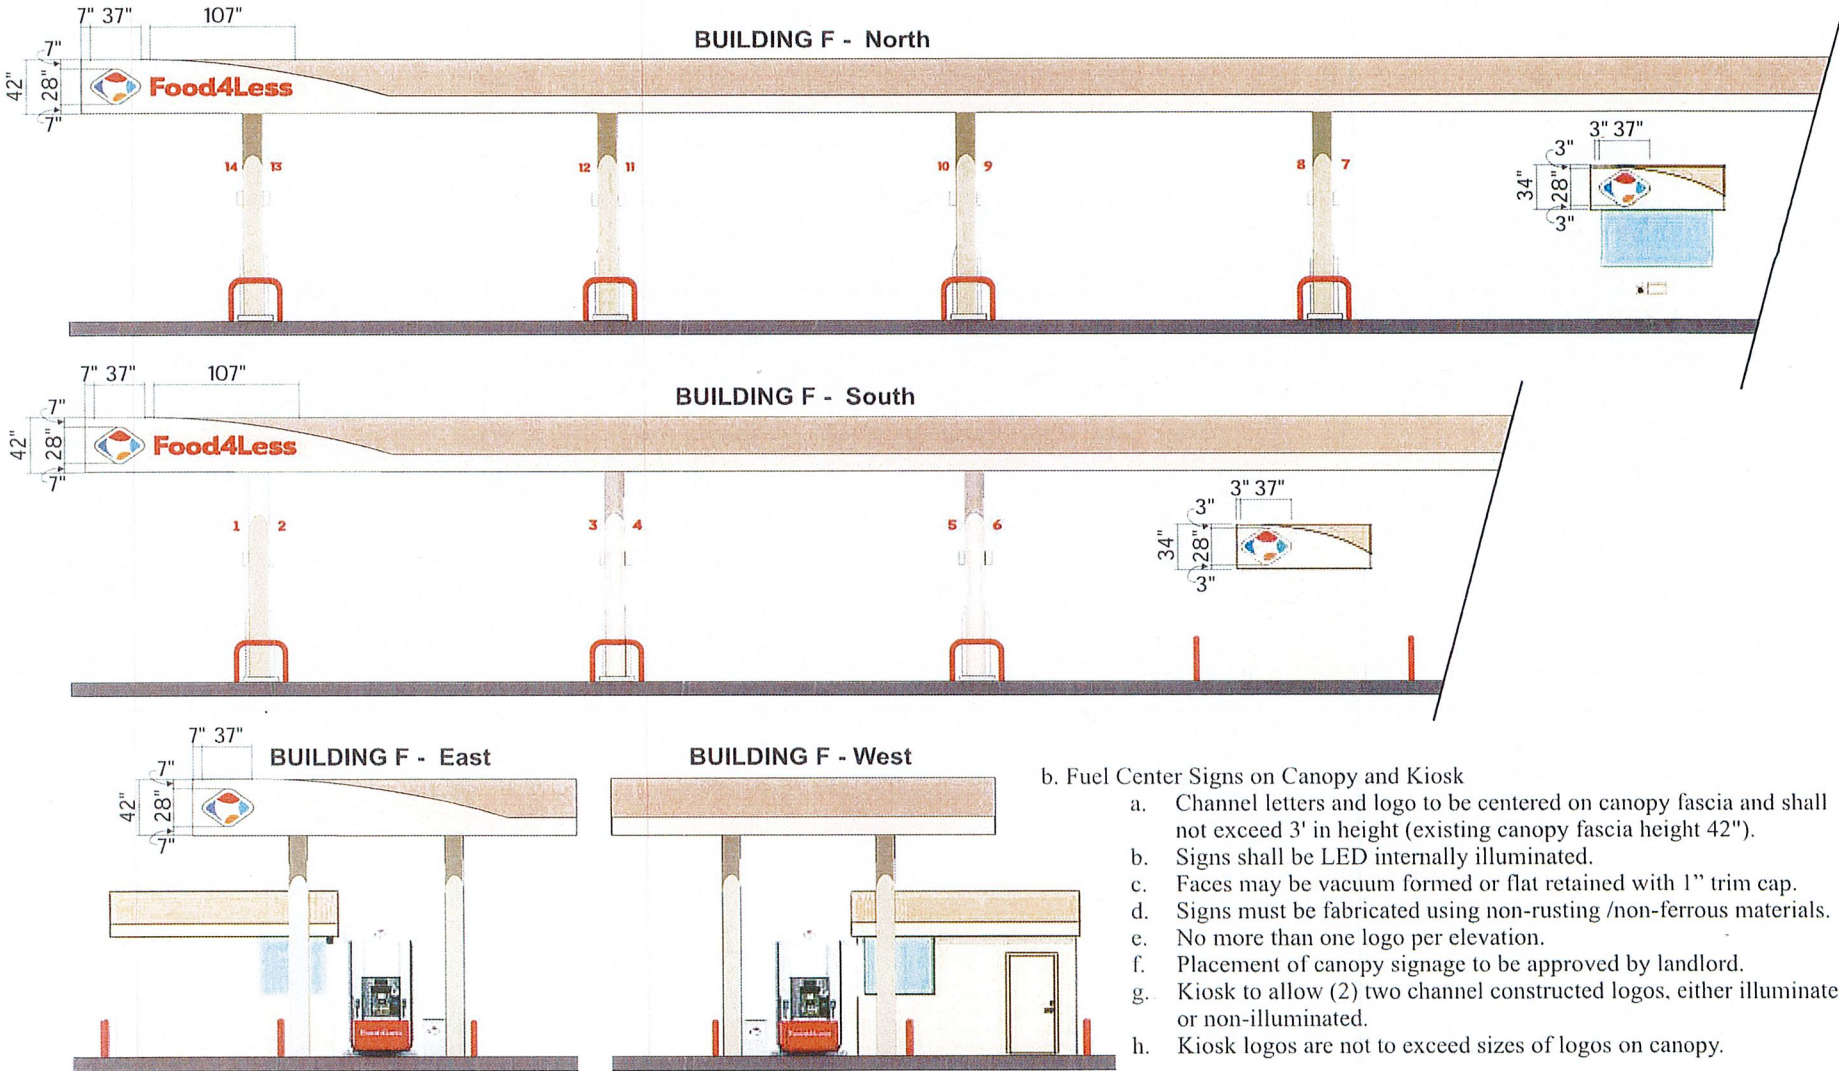 7" 37" 107"
BUILDING F - North
7"
42"
28"
7"
Food4Less
14 13
12 11
10 9
8 7
3" 37"
3"
34"
28"
3"
7" 37" 107"
BUILDING F - South
7"
42"
28"
7"
Food4Less
1 2
3 4
5 6
3" 37"
3"
34"
28"
3"
7" 37"
BUILDING F - East
7"
42"
28"
7"
BUILDING F - West
Food4Less
Food4Less
b. Fuel Center Signs on Canopy and Kiosk
a. Channel letters and logo to be centered on canopy fascia and shall
not exceed 3' in height (existing canopy fascia height 42").
b. Signs shall be LED internally illuminated.
c. Faces may be vacuum formed or flat retained with 1” trim cap.
d. Signs must be fabricated using non-rusting /non-ferrous materials.
e. No more than one logo per elevation.
f. Placement of canopy signage to be approved by landlord.
g. Kiosk to allow (2) two channel constructed logos, either illuminate
or non-illuminated.
h. Kiosk logos are not to exceed sizes of logos on canopy.